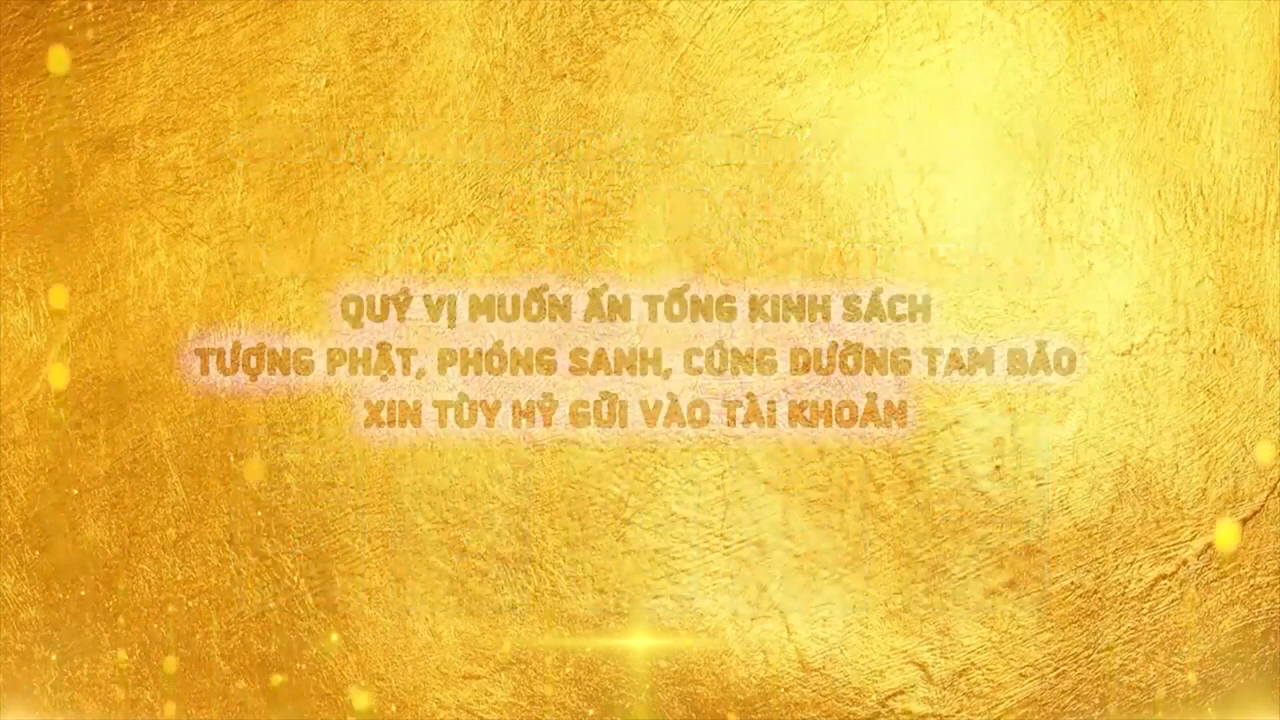 QUÝ VỊ MUỐN ẤN TỐNG KINH SÁCH
TƯỢNG PHẬT, PHÓNG SANH, CÚNG DƯỜNG TAM BẢO
XIN TÙY HỶ GỬI VÀO TÀI KHOẢN